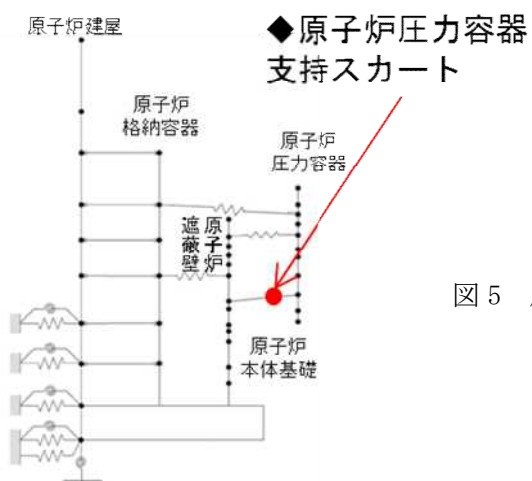 ◆原子炉圧力容器
支持スカート
原子炉建屋
原子炉
格納容器
原子炉
圧力容器
原子炉
遮蔽壁
原子炉
本体基礎
図5